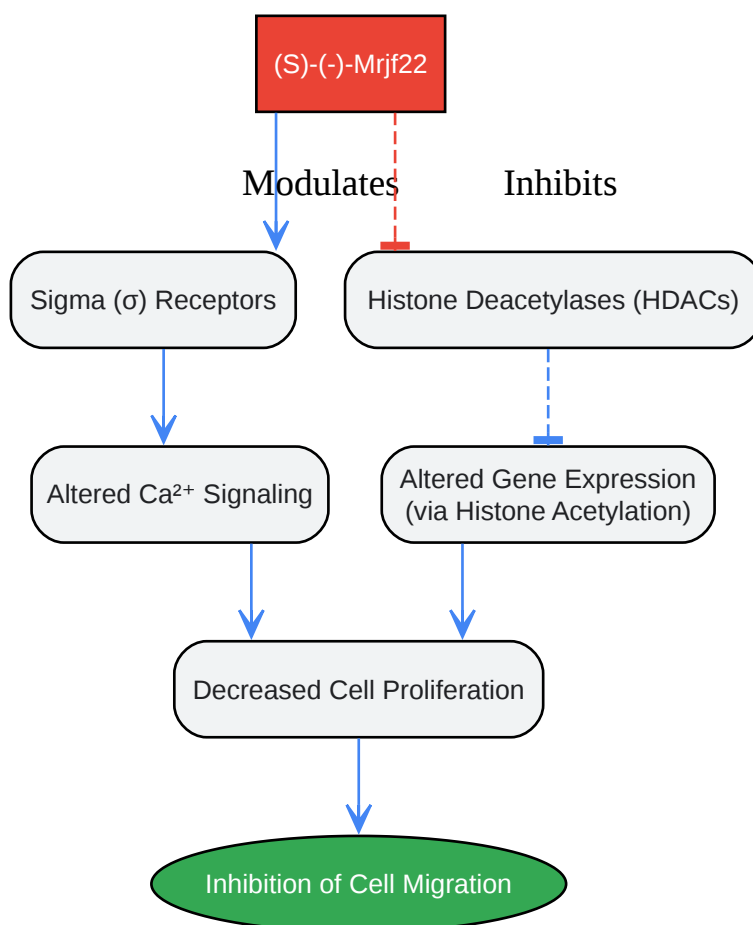 (S)-(-)-Mrjf22
Modulates
Inhibits
Sigma (σ) Receptors
Histone Deacetylases (HDACs)
Altered Ca²⁺ Signaling
Altered Gene Expression
(via Histone Acetylation)
Decreased Cell Proliferation
Inhibition of Cell Migration